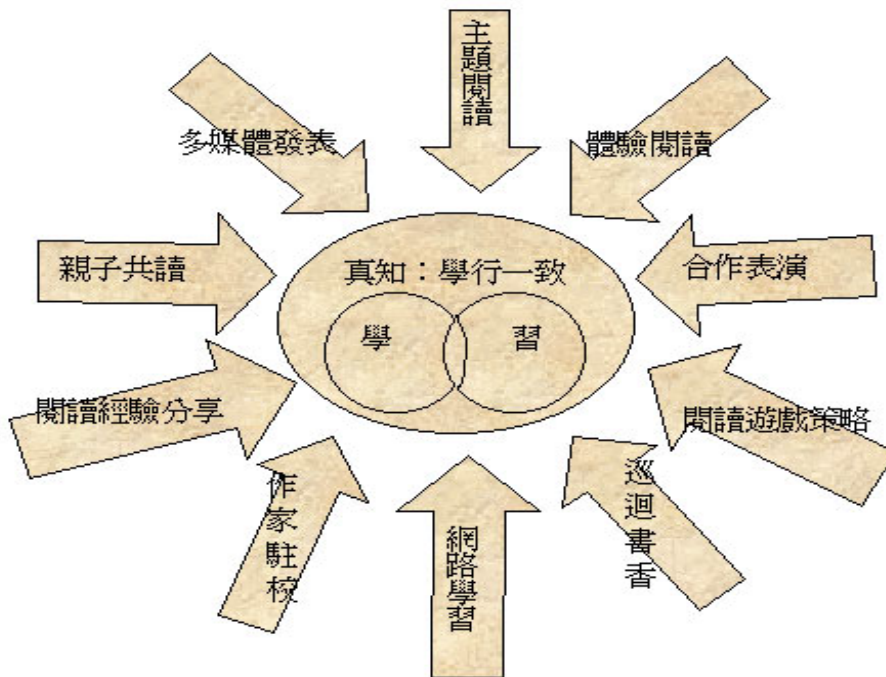 主題閱讀
多媒體發表
體驗閱讀
親子共讀
真知：學行一致
合作表演
學
習
閱讀經驗分享
閱讀遊戲策略
作家駐校
網路學習
巡迴書香